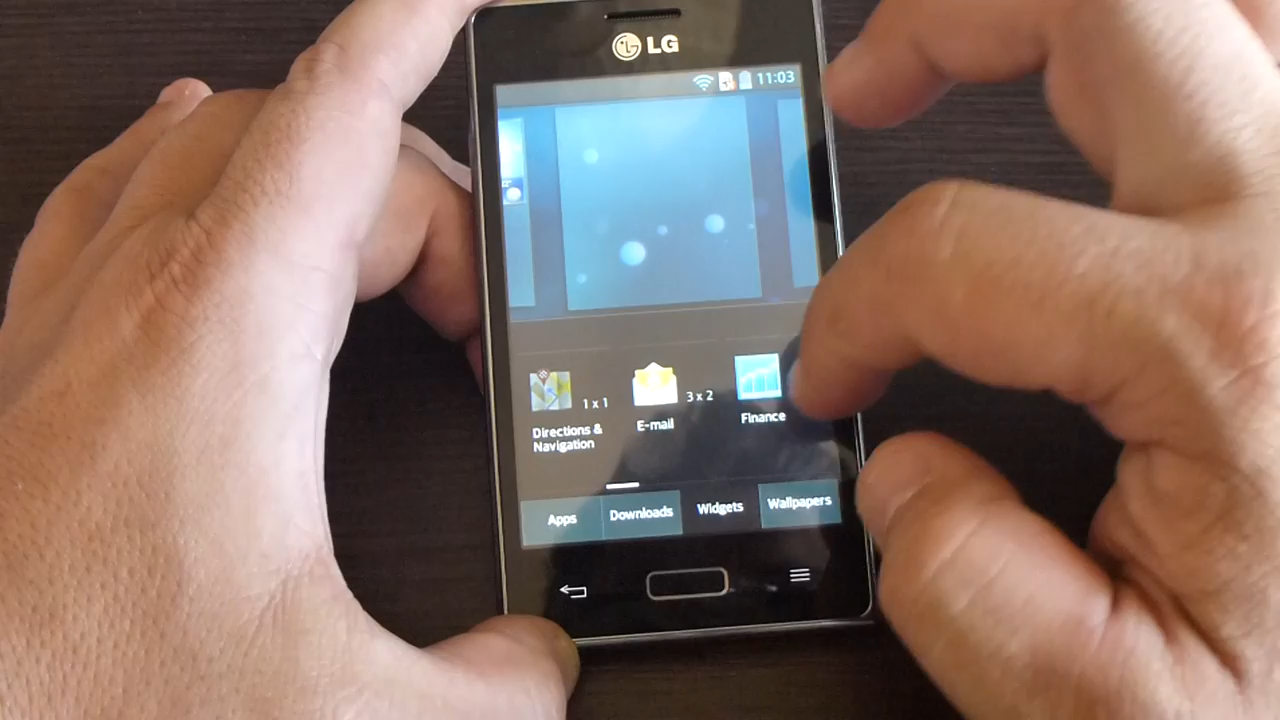 LG
11:03
1 x 1
3 x 2
Directions &
Navigation
E-mail
Finance
Apps
Downloads
Widgets
Wallpapers